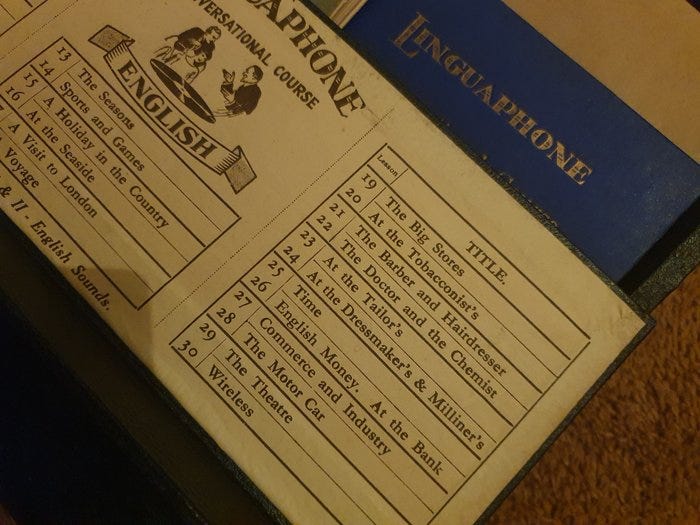 UAPHONE
VERSATIONAL COURSE
ENGLISH
13 The Seasons
14 Sports and Games
15 A Holiday in the Country
16 At the Seaside
7 A Visit to London
Voyage
& II - English Sounds.
LINGUAPHONE
Lesson TITLE.
19 The Big Stores
20 At the Tobacconist's
21 The Barber and Hairdresser
22 The Doctor and the Chemist
23 At the Tailor's
24 At the Dressmaker's & Milliner's
25 Time
26 English Money. At the Bank
27 Commerce and Industry
28 The Motor Car
29 The Theatre
30 Wireless